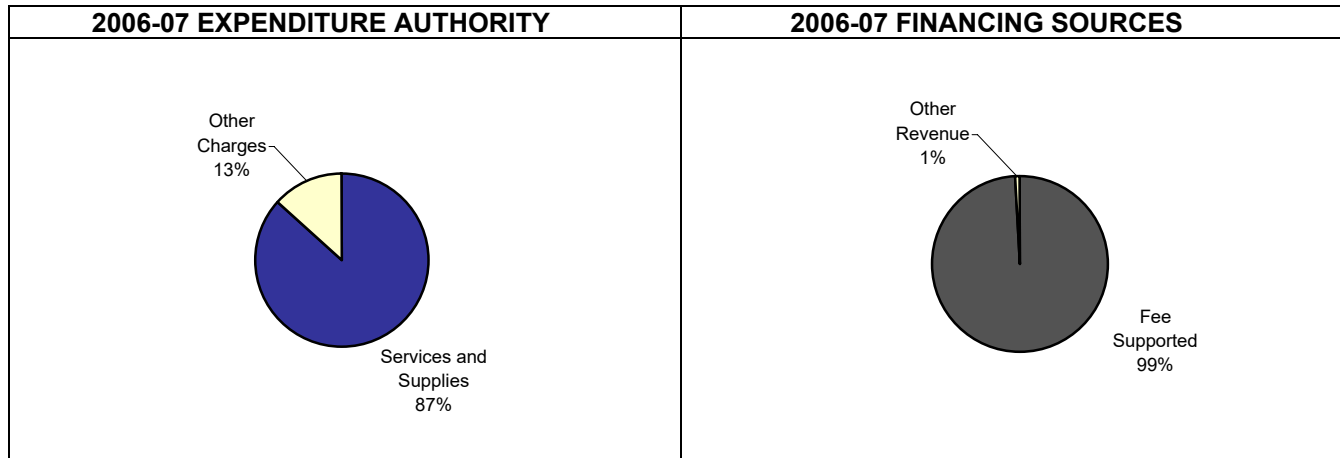 2006-07 EXPENDITURE AUTHORITY
2006-07 FINANCING SOURCES
Other
Charges
13%
Services and
Supplies
87%
Other
Revenue
1%
Fee
Supported
99%